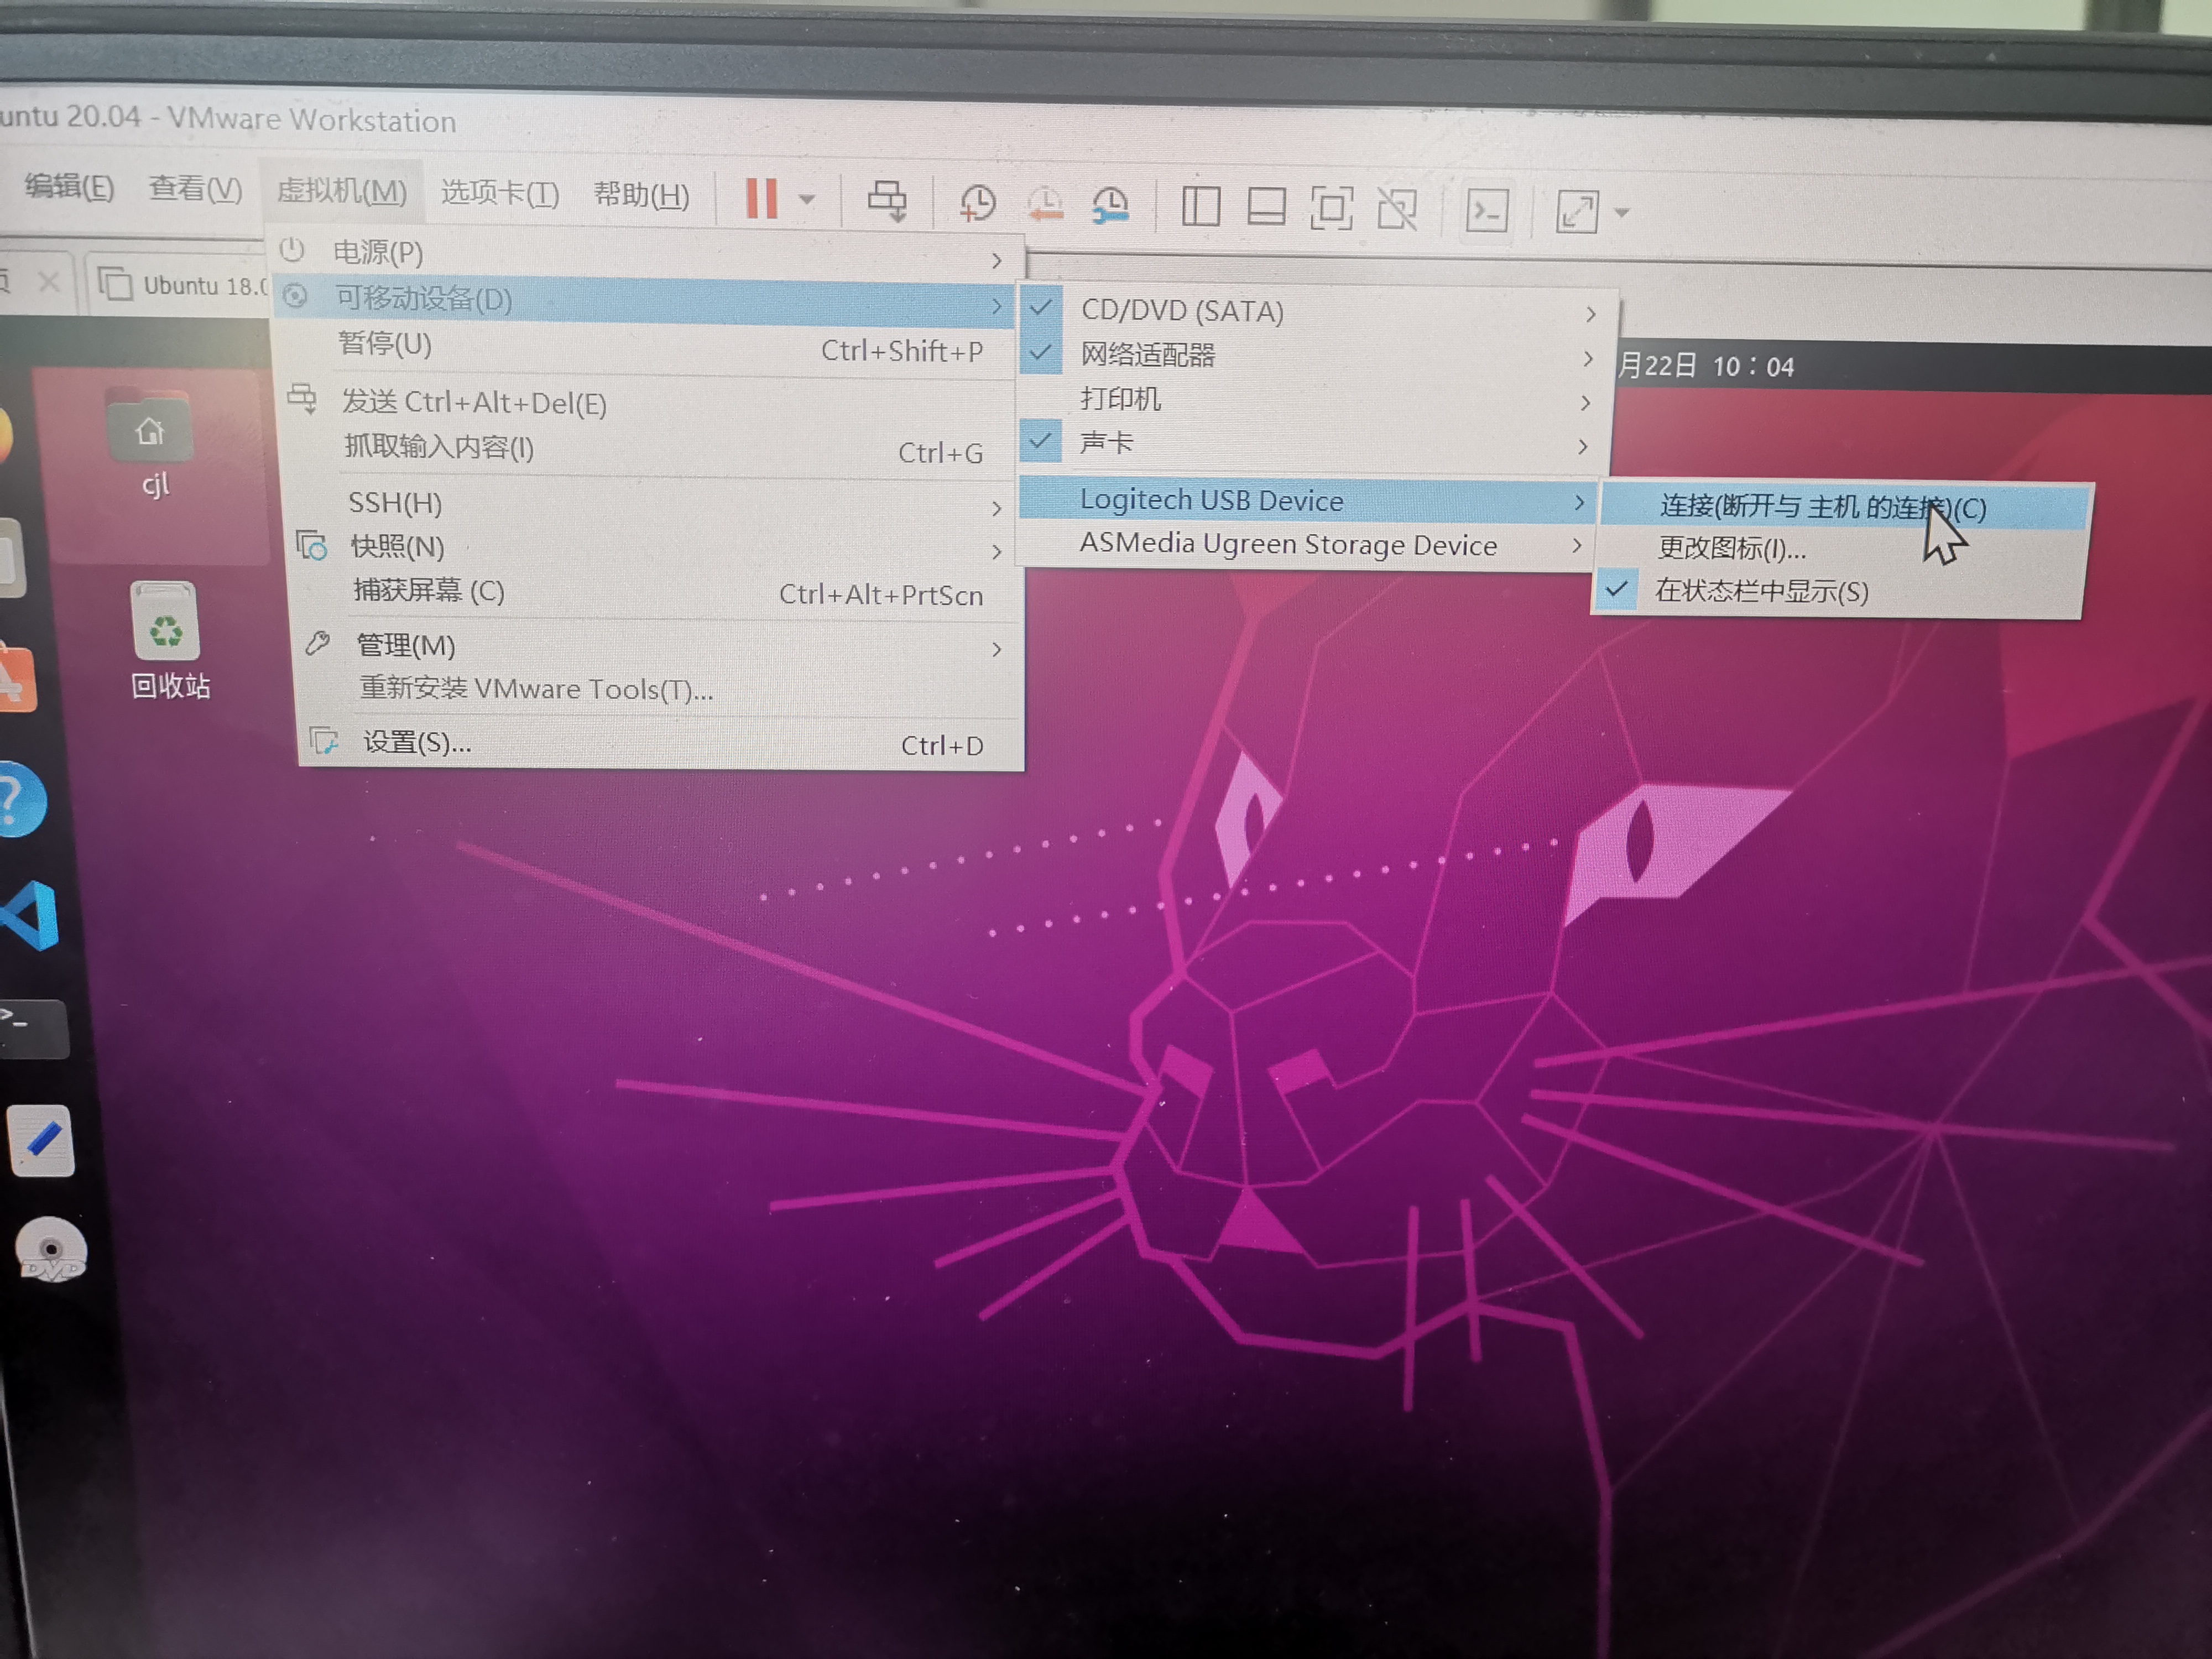 untu 20.04 - VMware Workstation
编辑(E) 查看(V) 虚拟机(M) 选项卡(T) 帮助(H)
Ubuntu 18.0
电源(P)
可移动设备(D)
暂停(U) Ctrl+Shift+P
发送 Ctrl+Alt+Del(E)
抓取输入内容(I) Ctrl+G
SSH(H)
快照(N)
捕获屏幕 (C) Ctrl+Alt+PrtScn
管理(M)
重新安装 VMware Tools(T)...
设置(S)... Ctrl+D
CD/DVD (SATA)
网络适配器
打印机
声卡
Logitech USB Device
ASMedia Ugreen Storage Device
连接(断开与 主机 的连接)(C)
更改图标(I)...
在状态栏中显示(S)
月22日 10：04
cjl
回收站
DVD